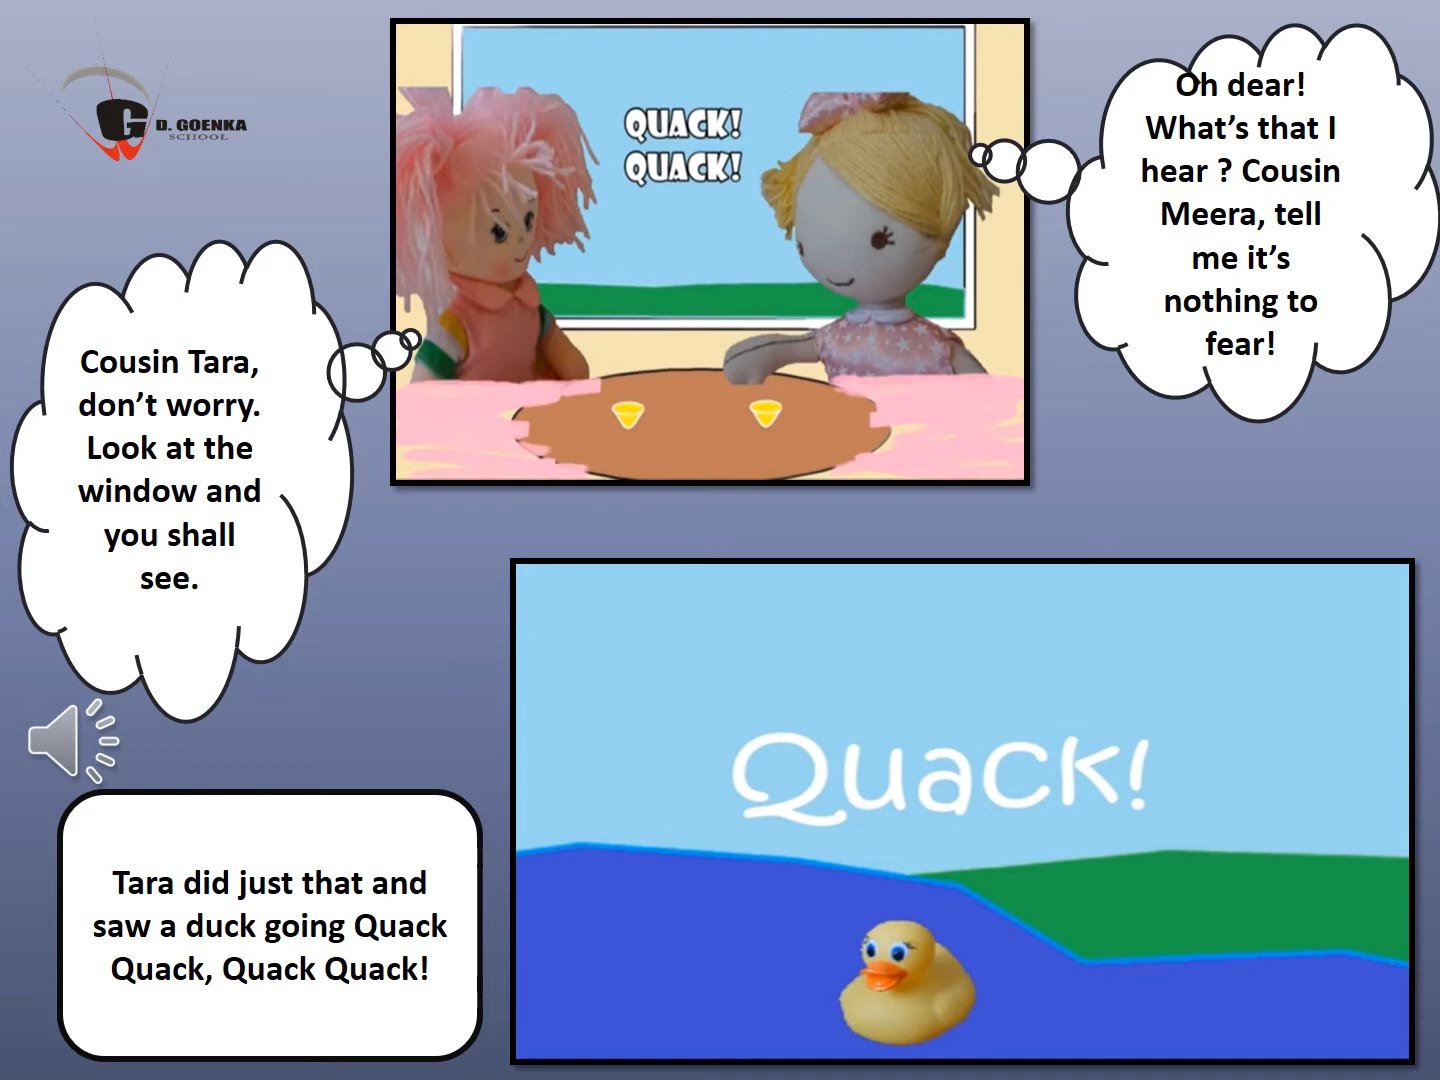 G
D. GOENKA
SCHOOL
QUACK!
QUACK!
Oh dear!
What’s that I
hear ? Cousin
Meera, tell
me it’s
nothing to
fear!
Cousin Tara,
don’t worry.
Look at the
window and
you shall
see.
Quack!
Tara did just that and
saw a duck going Quack
Quack, Quack Quack!